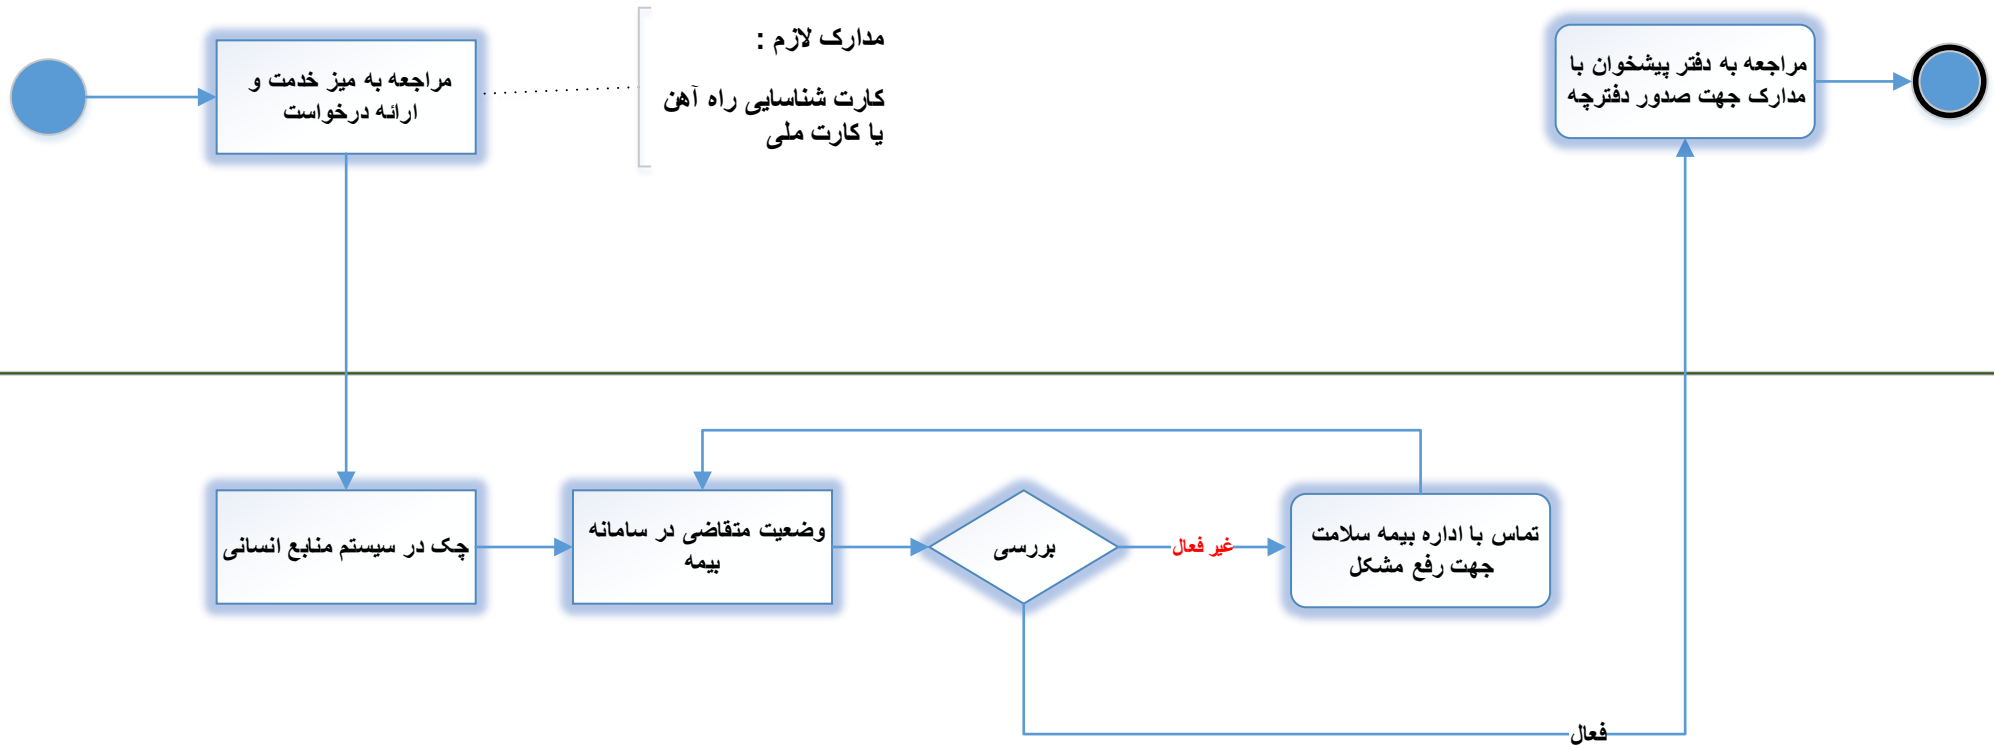 مراجعه به میز خدمت و
ارائه درخواست
مدارک لازم :
کارت شناسایی راه آهن
یا کارت ملی
مراجعه به دفتر پیشخوان با
مدارک جهت صدور دفترچه
چک در سیستم منابع انسانی
وضعیت متقاضی در سامانه
بیمه
بررسی
غیر فعال
تماس با اداره بیمه سلامت
جهت رفع مشکل
فعال